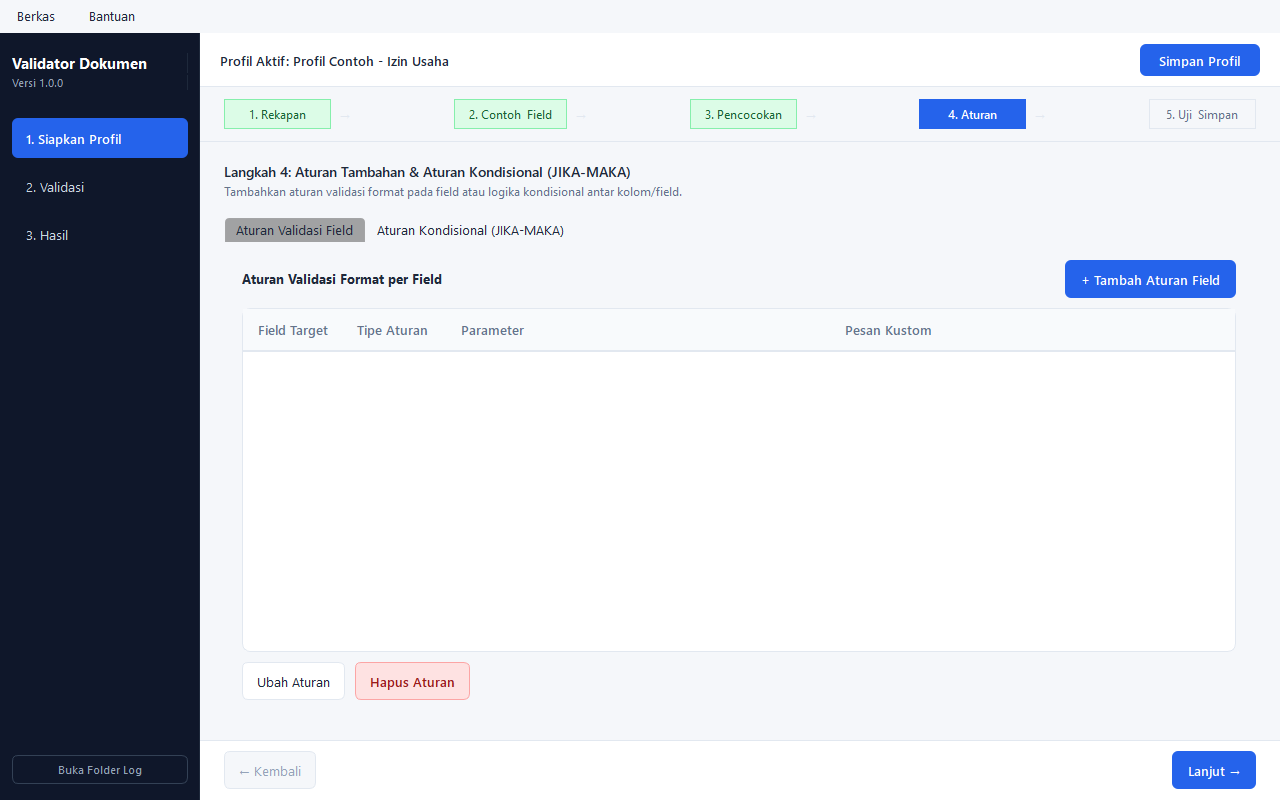 Berkas Bantuan
Validator Dokumen
Versi 1.0.0
1. Siapkan Profil
2. Validasi
3. Hasil
Buka Folder Log
Profil Aktif: Profil Contoh - Izin Usaha
Simpan Profil
1. Rekapan → 2. Contoh Field → 3. Pencocokan → 4. Aturan → 5. Uji Simpan
Langkah 4: Aturan Tambahan & Aturan Kondisional (JIKA-MAKA)
Tambahkan aturan validasi format pada field atau logika kondisional antar kolom/field.
Aturan Validasi Field Aturan Kondisional (JIKA-MAKA)
Aturan Validasi Format per Field
+ Tambah Aturan Field
Field Target Tipe Aturan Parameter Pesan Kustom
Ubah Aturan Hapus Aturan
← Kembali Lanjut →